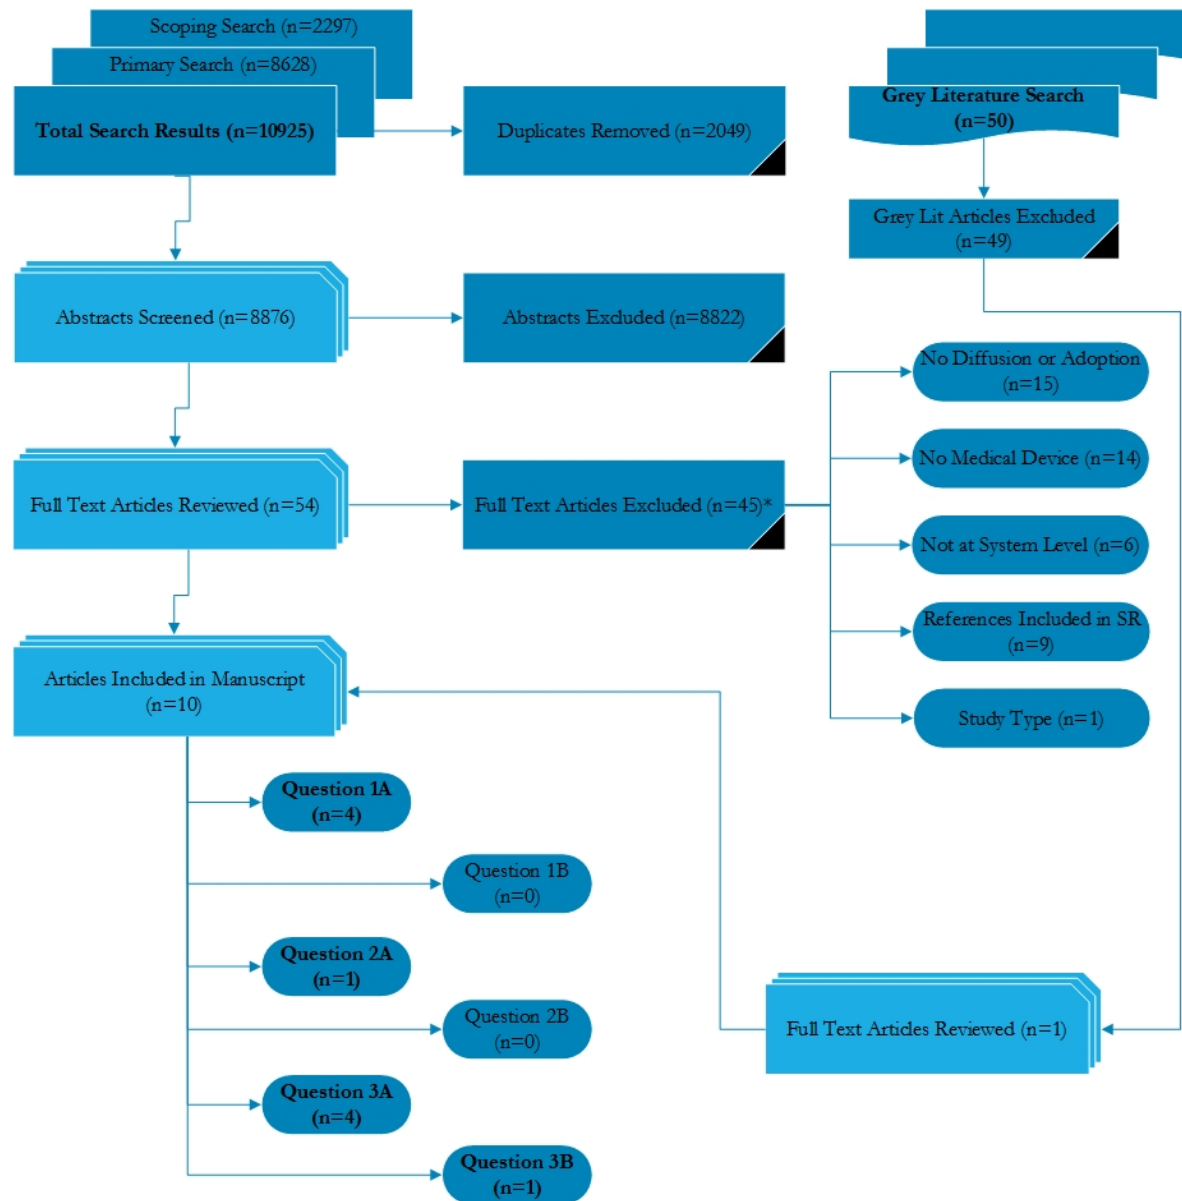 Scoping Search (n=2297)
Primary Search (n=8628)
Total Search Results (n=10925)
Duplicates Removed (n=2049)
Grey Literature Search
(n=50)
Grey Lit Articles Excluded
(n=49)
Abstracts Screened (n=8876)
Abstracts Excluded (n=8822)
No Diffusion or Adoption
(n=15)
No Medical Device (n=14)
Full Text Articles Reviewed (n=54)
Full Text Articles Excluded (n=45)*
Not at System Level (n=6)
References Included in SR
(n=9)
Study Type (n=1)
Articles Included in Manuscript
(n=10)
Question 1A
(n=4)
Question 1B
(n=0)
Question 2A
(n=1)
Question 2B
(n=0)
Full Text Articles Reviewed (n=1)
Question 3A
(n=4)
Question 3B
(n=1)